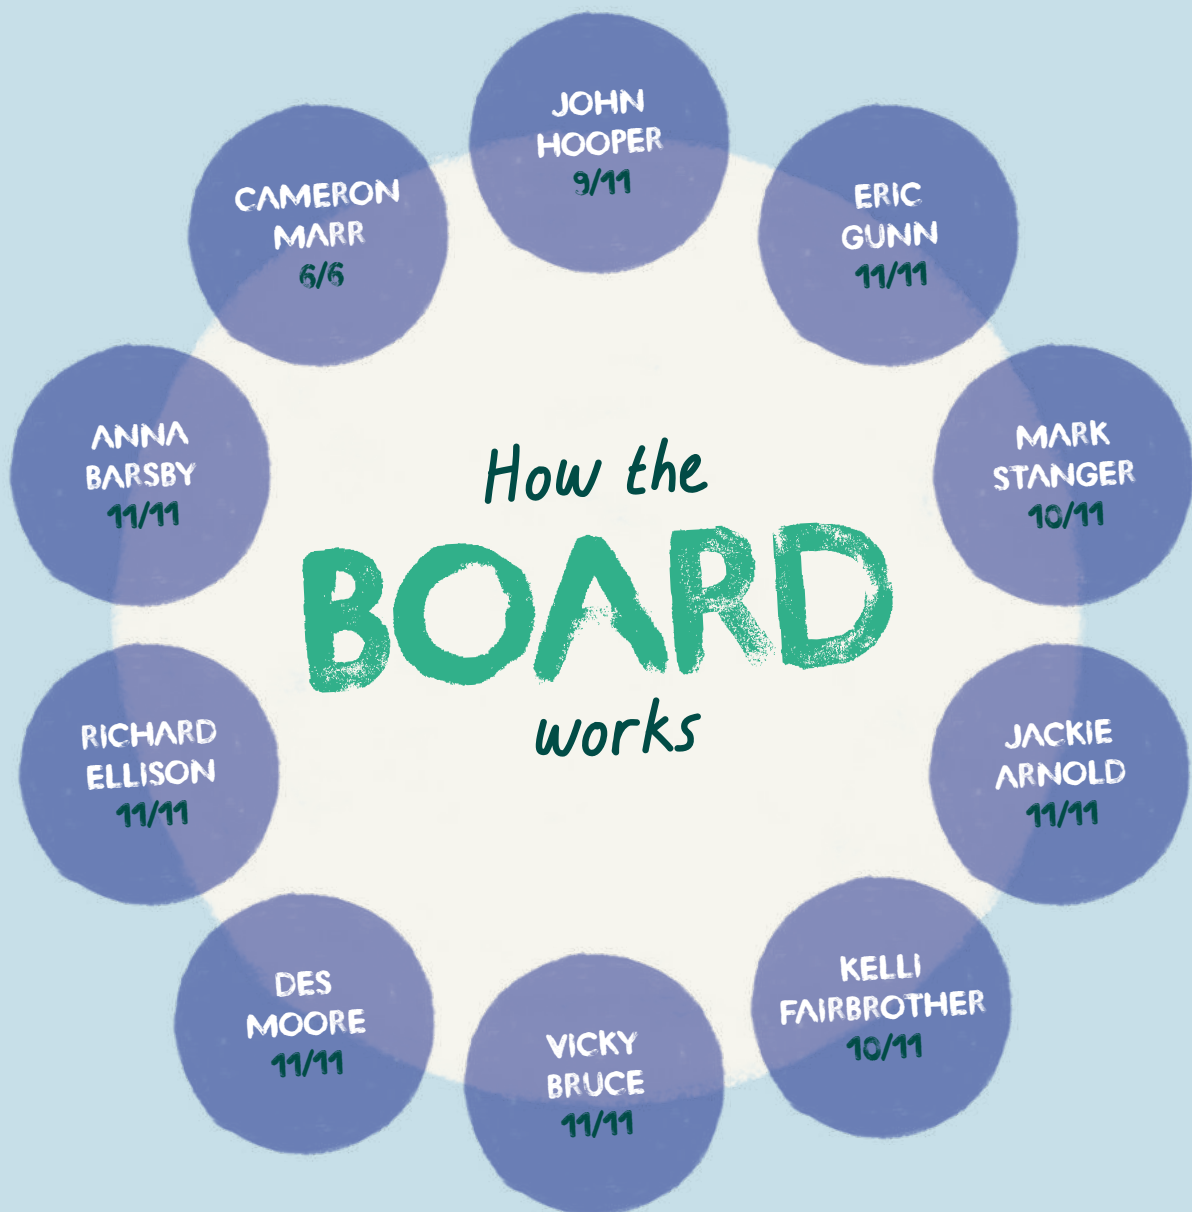 JOHN
HOOPER
9/11
CAMERON
MARR
6/6
ERIC
GUNN
11/11
ANNA
BARSBY
11/11
MARK
STANGER
10/11
How the
BOARD
works
RICHARD
ELLISON
11/11
JACKIE
ARNOLD
11/11
DES
MOORE
11/11
KELLI
FAIRBROTHER
10/11
VICKY
BRUCE
11/11